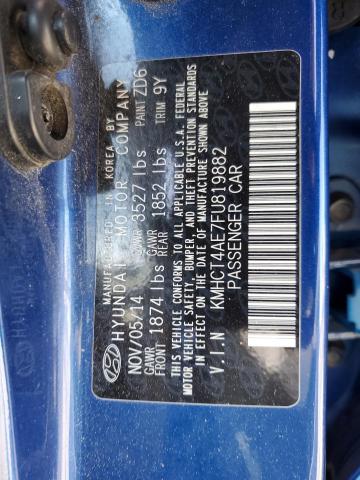 MANUFACTURED IN KOREA BY
HYUNDAI MOTOR COMPANY
NOV/05/14 GVWR 3527 lbs PAINT ZD6
GAWR FRONT 1874 lbs GAWR REAR 1852 lbs TRIM 9Y
THIS VEHICLE CONFORMS TO ALL APPLICABLE U.S.A. FEDERAL
MOTOR VEHICLE SAFETY, BUMPER, AND THEFT PREVENTION STANDARDS
IN EFFECT ON THE DATE OF MANUFACTURE SHOWN ABOVE.
V.I.N KMHCT4AE7FU819882
PASSENGER CAR